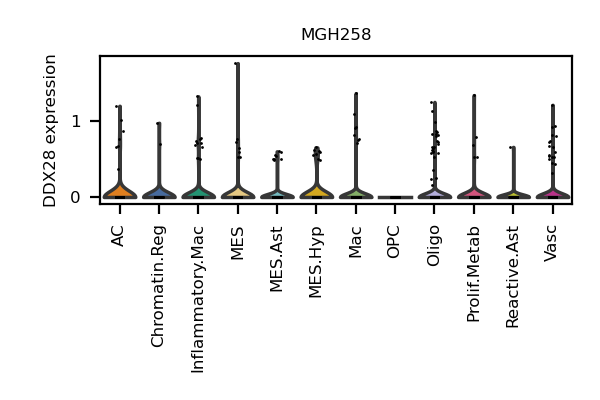 MGH258
DDX28 expression
1
0
AC
Chromatin.Reg
Inflammatory.Mac
MES
MES.Ast
MES.Hyp
Mac
OPC
Oligo
Prolif.Metab
Reactive.Ast
Vasc